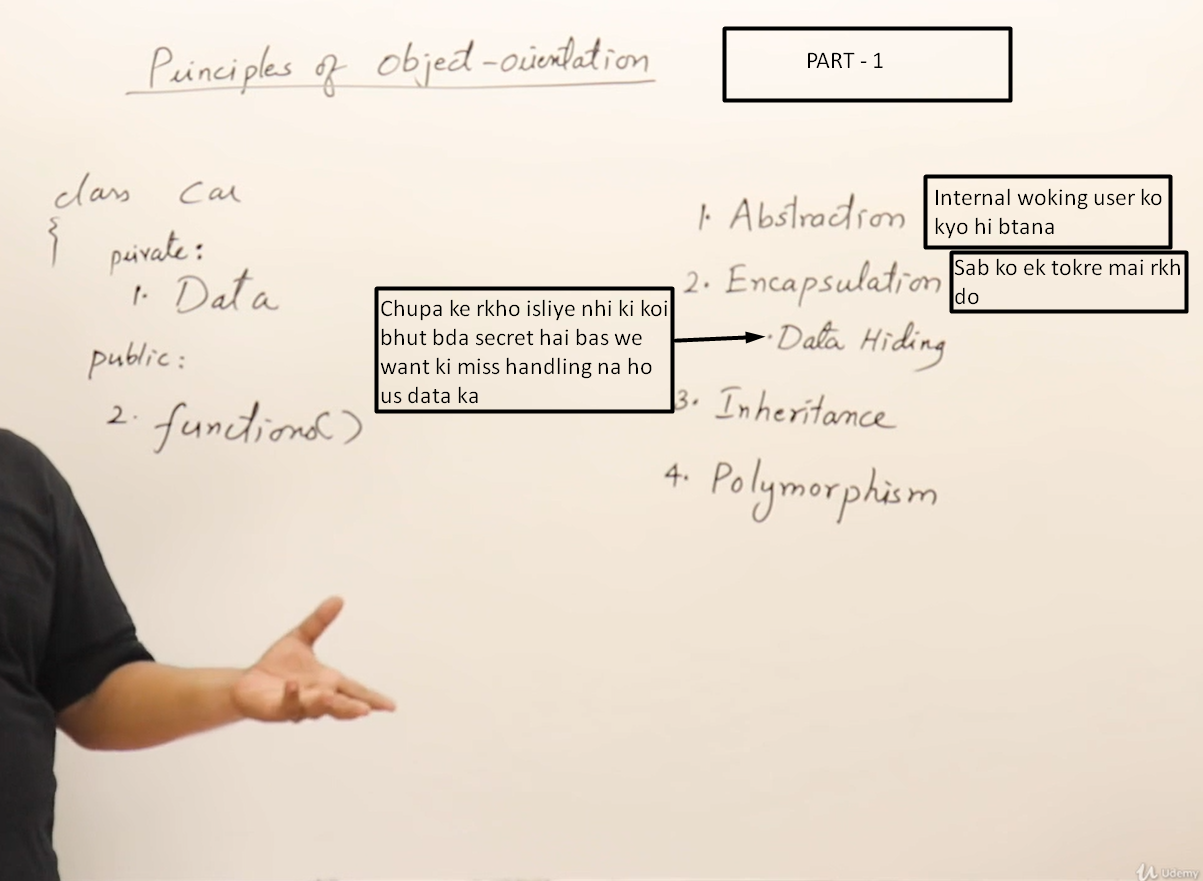 Principles of Object-orientation
PART - 1
class Car
{
private:
1. Data
public:
2. functions()
1. Abstraction
Internal woking user ko
kyo hi btana
2. Encapsulation
Sab ko ek tokre mai rkh
do
Chupa ke rkho isliye nhi ki koi
bhut bda secret hai bas we
want ki miss handling na ho
us data ka
• Data Hiding
3. Inheritance
4. Polymorphism
Udemy